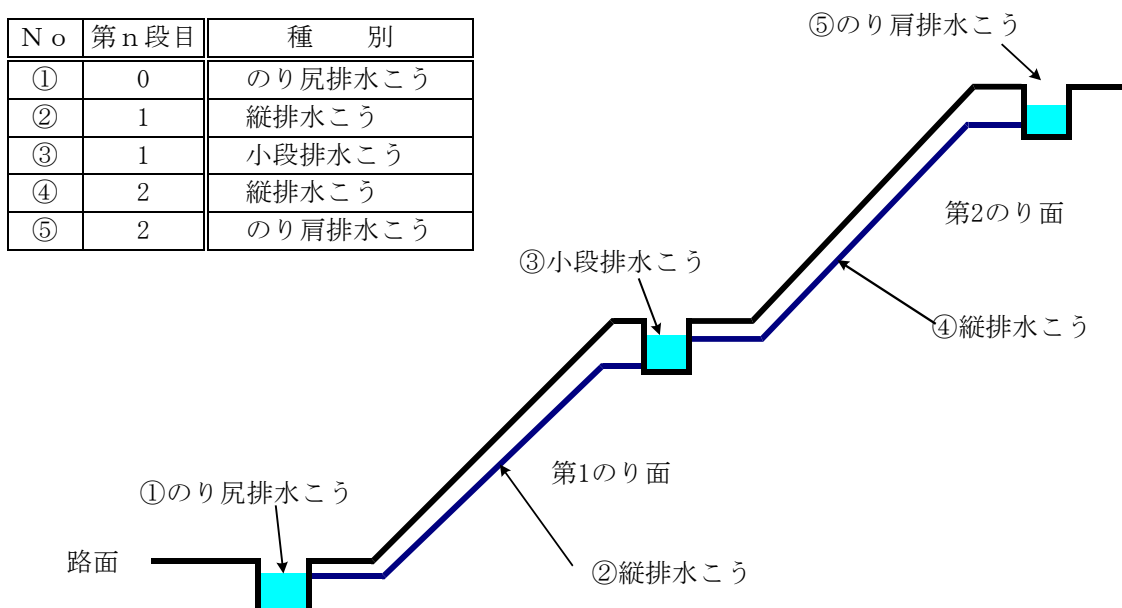 Ｎｏ 第ｎ段目 種　　別
① 0 のり尻排水こう
② 1 縦排水こう
③ 1 小段排水こう
④ 2 縦排水こう
⑤ 2 のり肩排水こう
⑤のり肩排水こう
第2のり面
③小段排水こう
④縦排水こう
第1のり面
①のり尻排水こう
路面
②縦排水こう